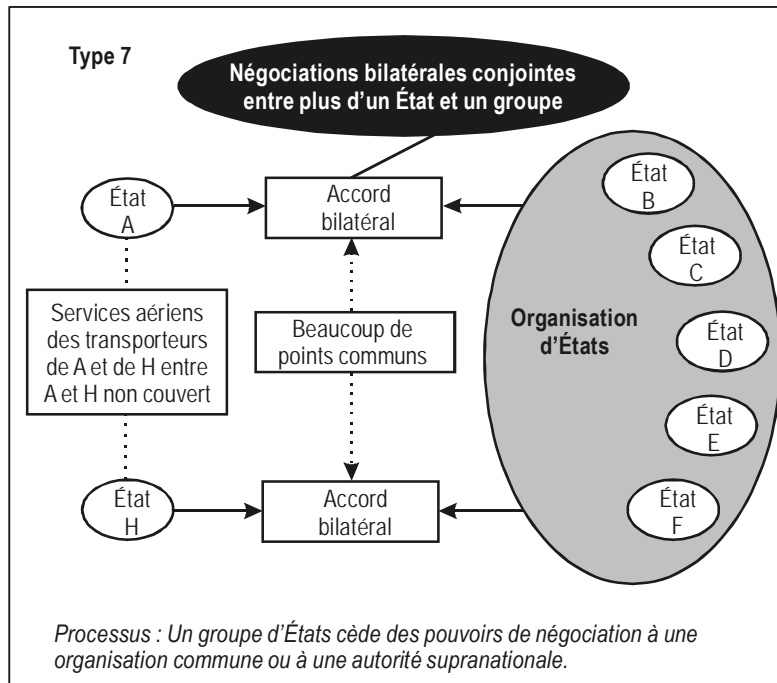 Type 7
Négociations bilatérales conjointes
entre plus d'un État et un groupe
État
A
Accord
bilatéral
État
B
État
C
Services aériens
des transporteurs
de A et de H entre
A et H non couvert
Beaucoup de
points communs
Organisation
d'États
État
D
État
E
État
H
Accord
bilatéral
État
F
Processus : Un groupe d'États cède des pouvoirs de négociation à une
organisation commune ou à une autorité supranationale.